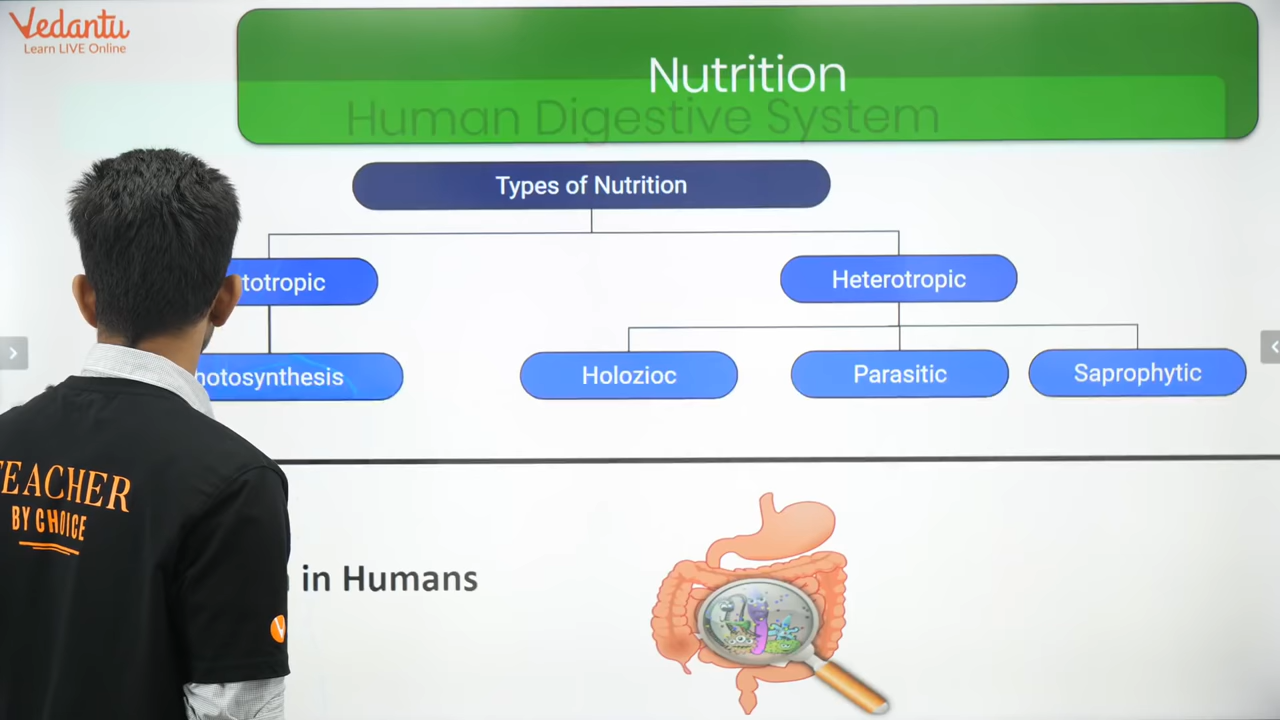 Vedantu
Learn LIVE Online
Nutrition
Human Digestive System
Types of Nutrition
totropic
Heterotropic
hotosynthesis
Holozioc
Parasitic
Saprophytic
TEACHER
BY CHOICE
in Humans